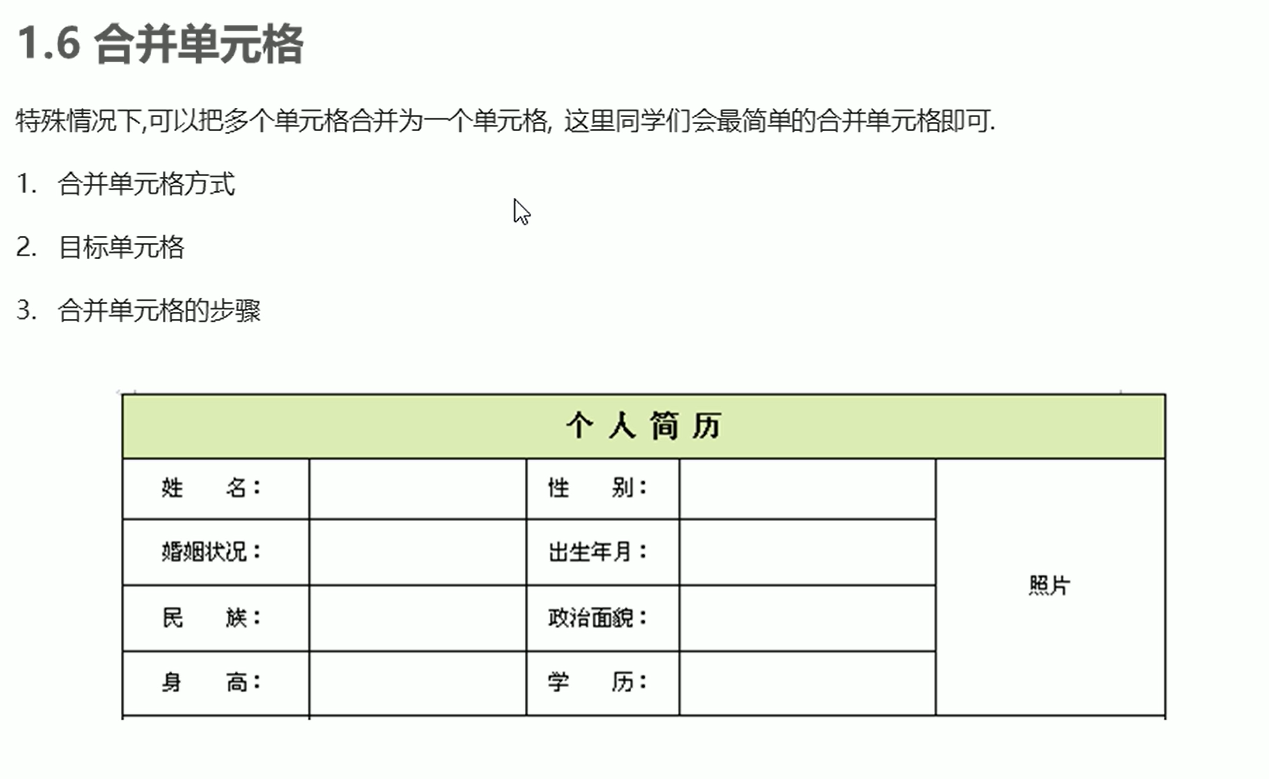 1.6 合并单元格
特殊情况下,可以把多个单元格合并为一个单元格, 这里同学们会最简单的合并单元格即可.
1. 合并单元格方式
2. 目标单元格
3. 合并单元格的步骤
个 人 简 历
姓 名： 性 别：
婚姻状况： 出生年月：
照片
民 族： 政治面貌：
身 高： 学 历：